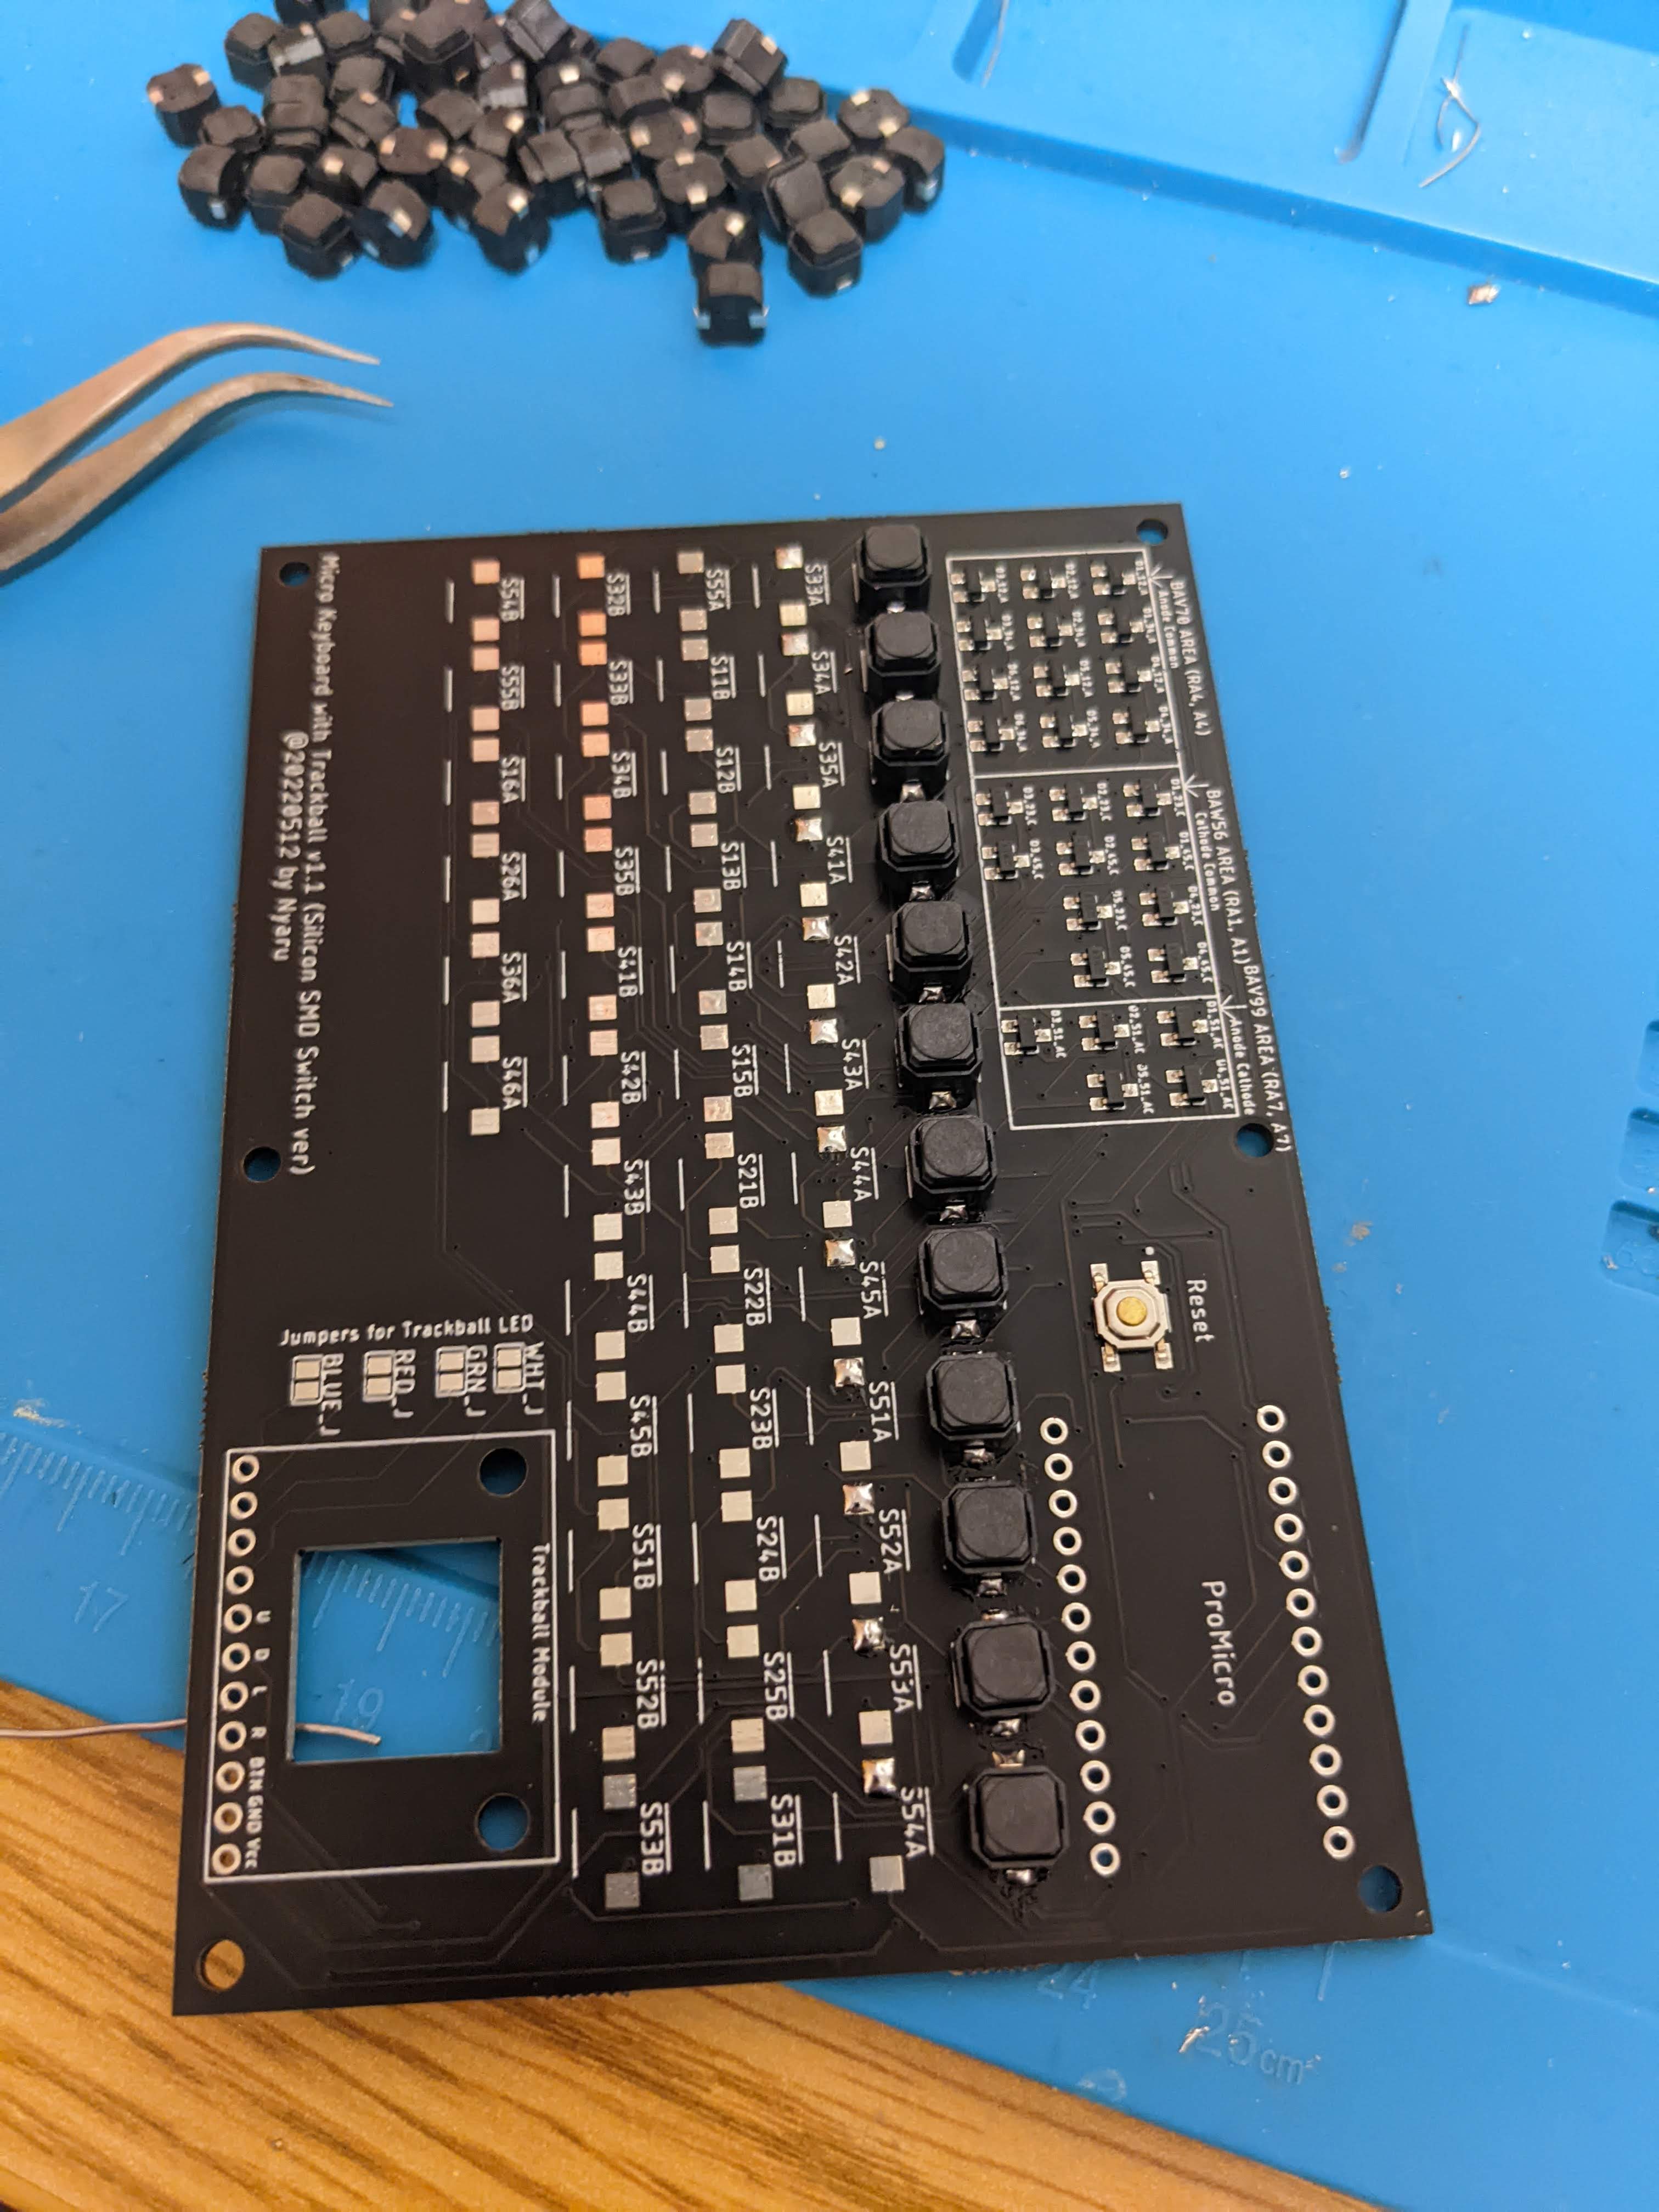 BAV70 AREA (RA4, A4)
Anode Common
BAW56 AREA (RA1, A1)
Cathode Common
BAV99 AREA (RA7, A7)
Anode Cathode
S33A
S34A
S35A
S41A
S42A
S43A
S44A
S45A
S51A
S52A
S53A
S54A
S55A
S11B
S12B
S13B
S14B
S15B
S21B
S22B
S23B
S24B
S25B
S31B
S32B
S33B
S34B
S35B
S41B
S42B
S43B
S44B
S45B
S51B
S52B
S53B
S54B
S55B
S16A
S26A
S36A
S46A
Reset
ProMicro
Micro Keyboard with Trackball v1.1 (Silicon SMD Switch ver)
@20220512 by Nyaru
Jumpers for Trackball LED
WHT_J
GRN_J
RED_J
BLUE_J
Trackball Module
U D L R BTN GND Vcc
17
19
24
25cm